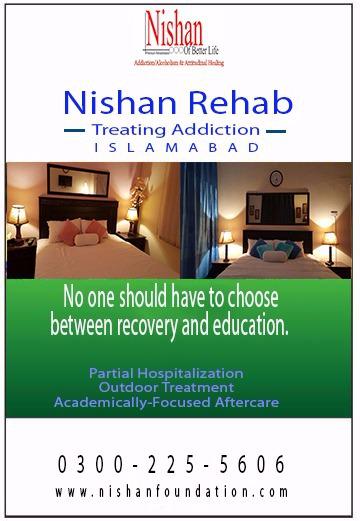 Nishan
Of Better Life
Addiction/Alcoholism & Attitudinal Healing
Nishan Rehab
Treating Addiction
ISLAMABAD
No one should have to choose
between recovery and education.
Partial Hospitalization
Outdoor Treatment
Academically-Focused Aftercare
0300-225-5606
www.nishanfoundation.com